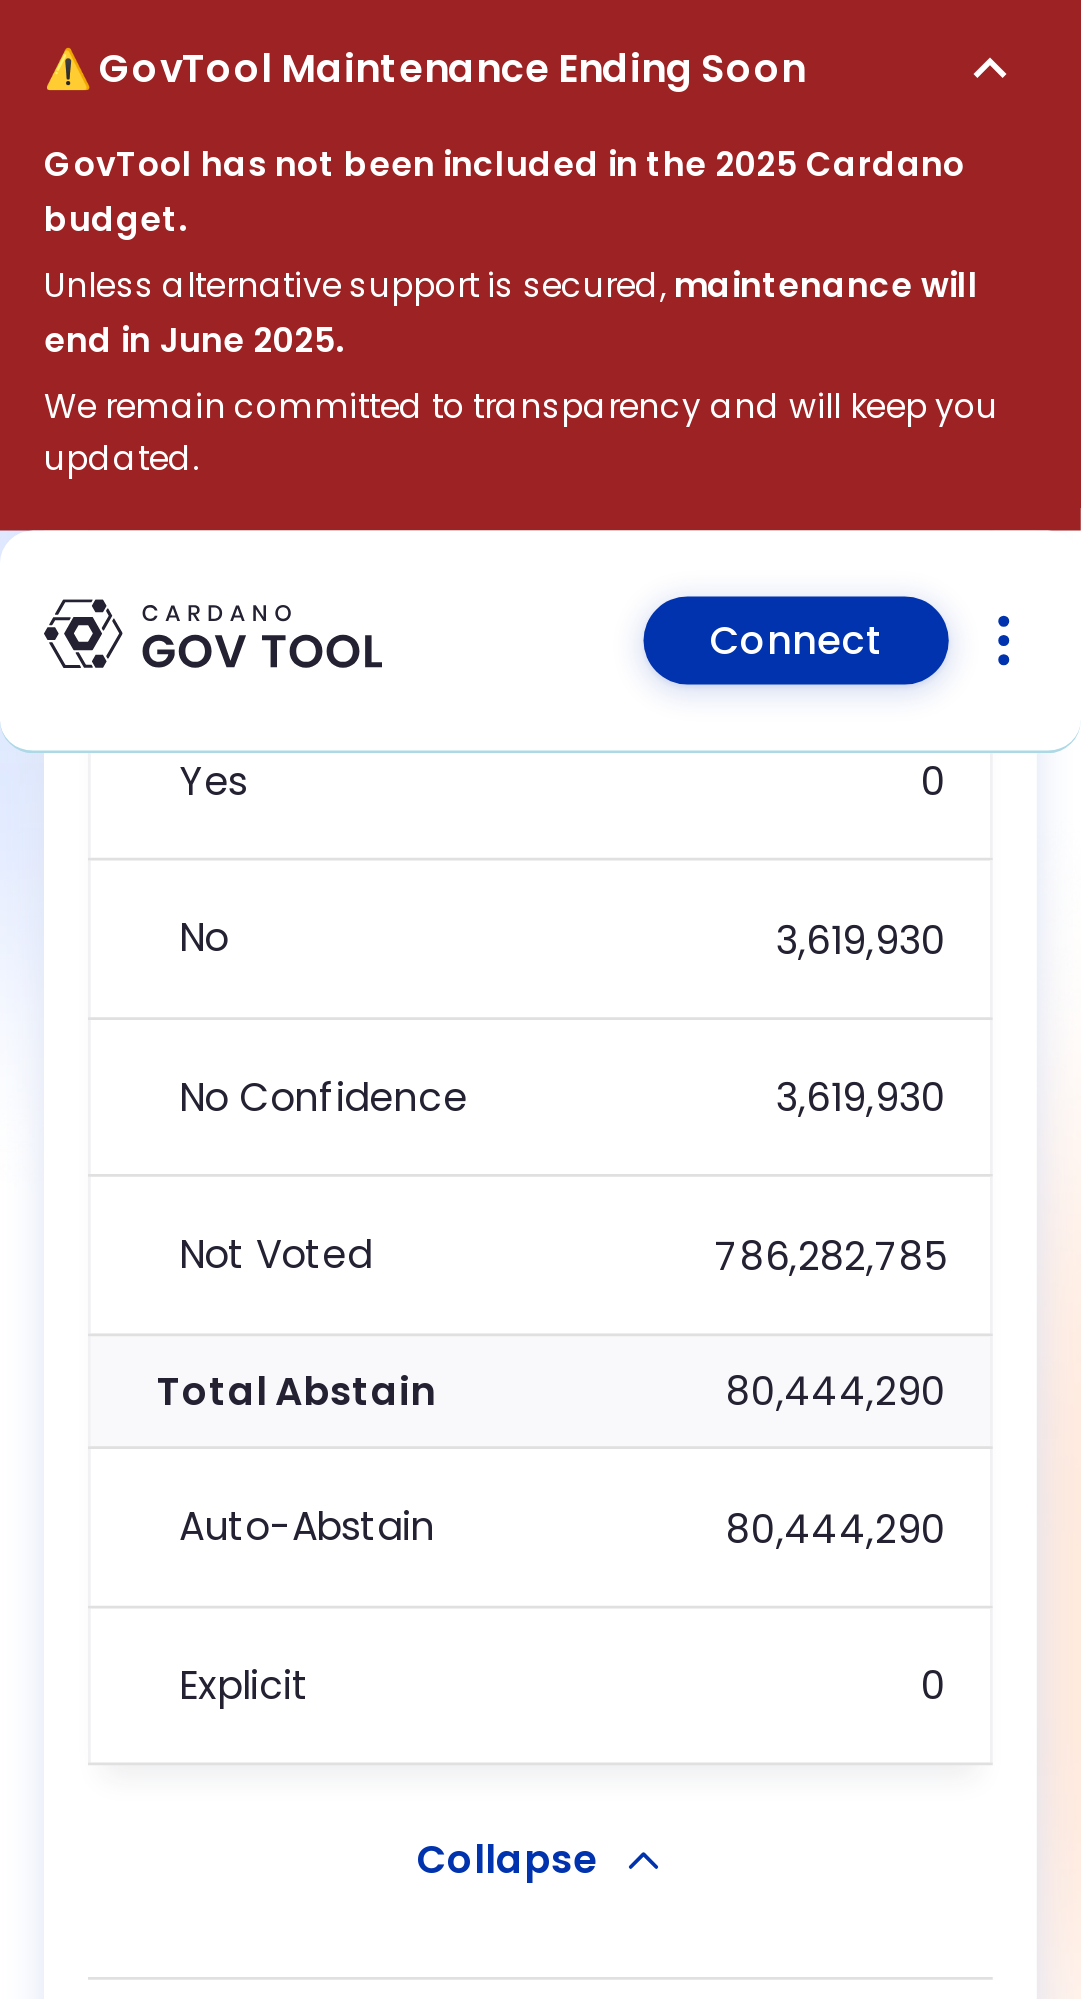 ⚠️ GovTool Maintenance Ending Soon
GovTool has not been included in the 2025 Cardano
budget.
Unless alternative support is secured, maintenance will
end in June 2025.
We remain committed to transparency and will keep you
updated.
CARDANO
GOV TOOL
Connect
Yes 0
No 3,619,930
No Confidence 3,619,930
Not Voted 786,282,785
Total Abstain 80,444,290
Auto-Abstain 80,444,290
Explicit 0
Collapse